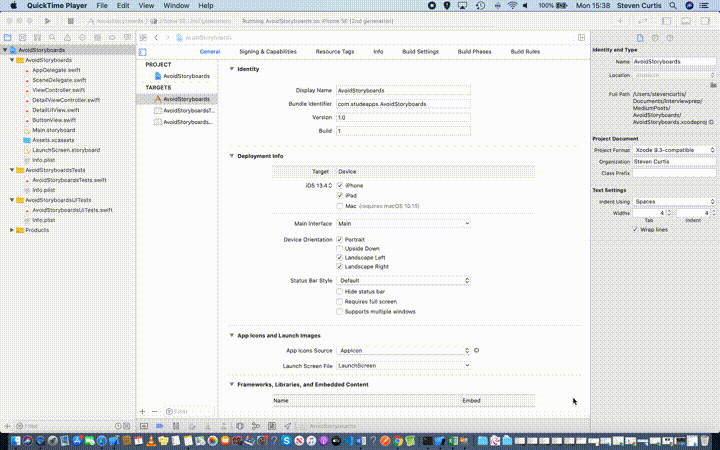 QuickTime Player File Edit View Window Help 100% Mon 15:38 Steven Curtis
AvoidStoryboards iPhone SE (2nd generation) Running AvoidStoryboards on iPhone SE (2nd generation)
AvoidStoryboards
AvoidStoryboards
AppDelegate.swift
SceneDelegate.swift
ViewController.swift
DetailViewController.swift
DetailUIView.swift
ButtonView.swift
Main.storyboard
Assets.xcassets
LaunchScreen.storyboard
Info.plist
AvoidStoryboardsTests
AvoidStoryboardsTests.swift
Info.plist
AvoidStoryboardsUITests
AvoidStoryboardsUITests.swift
Info.plist
Products
Filter
AvoidStoryboards
General Signing & Capabilities Resource Tags Info Build Settings Build Phases Build Rules
PROJECT
AvoidStoryboards
TARGETS
AvoidStoryboards
AvoidStoryboardsT...
AvoidStoryboards...
Filter
Identity
Display Name AvoidStoryboards
Bundle Identifier com.studeapps.AvoidStoryboards
Version 1.0
Build 1
Deployment Info
Target Device
iOS 13.4 iPhone
iPad
Mac (requires macOS 10.15)
Main Interface Main
Device Orientation Portrait
Upside Down
Landscape Left
Landscape Right
Status Bar Style Default
Hide status bar
Requires full screen
Supports multiple windows
App Icons and Launch Images
App Icons Source AppIcon
Launch Screen File LaunchScreen
Frameworks, Libraries, and Embedded Content
Name Embed
AvoidStoryboards
Identity and Type
Name AvoidStoryboards
Location Absolute
Full Path /Users/stevencurtis/
Documents/Interviewprep/
MediumPosts/
AvoidStoryboards/
AvoidStoryboards.xcodeproj
Project Document
Project Format Xcode 9.3-compatible
Organization Steven Curtis
Class Prefix
Text Settings
Indent Using Spaces
Widths 4 4
Tab Indent
Wrap lines